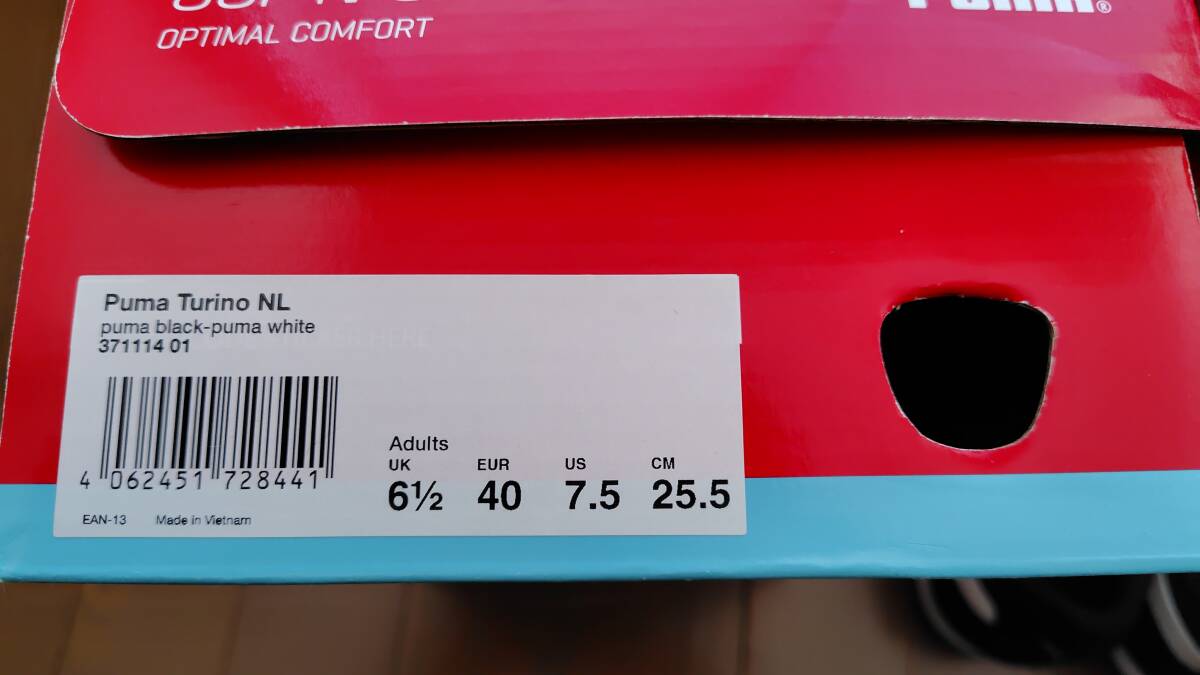 OPTIMAL COMFORT
Puma Turino NL
puma black-puma white
371114 01
Adults
UK EUR US CM
6½ 40 7.5 25.5
4 062451 728441
EAN-13 Made in Vietnam